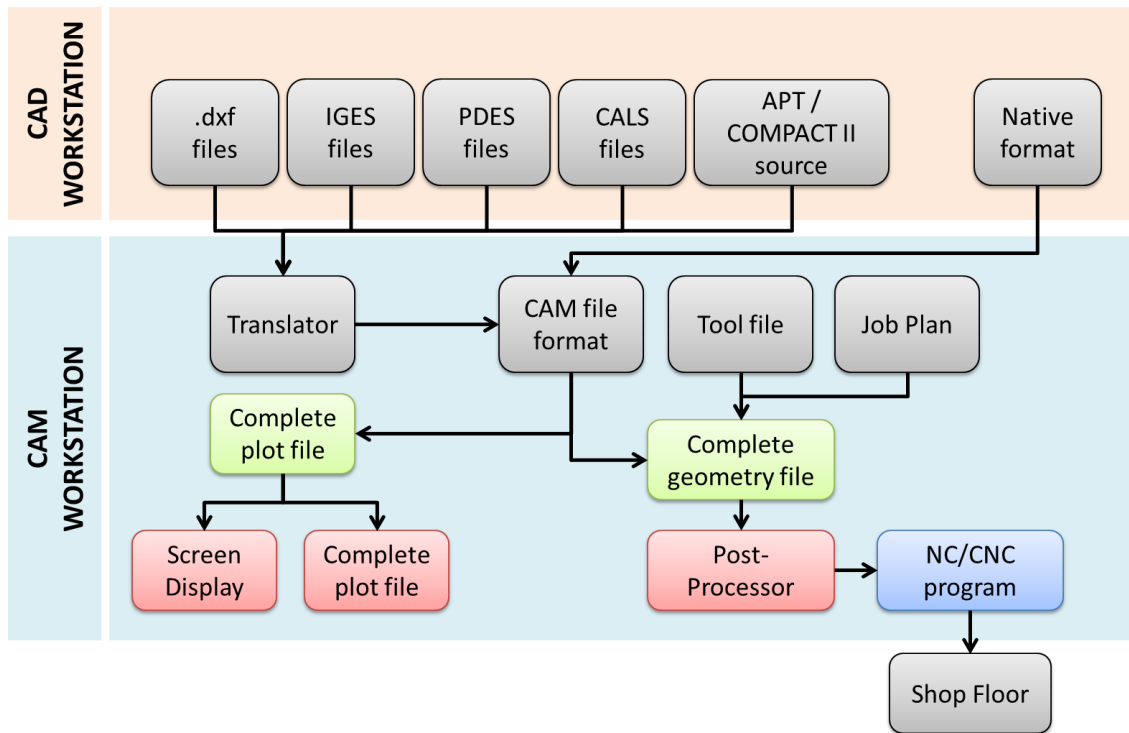 CAD
WORKSTATION
.dxf
files
IGES
files
PDES
files
CALS
files
APT /
COMPACT II
source
Native
format
CAM
WORKSTATION
Translator
CAM file
format
Tool file
Job Plan
Complete
plot file
Complete
geometry file
Screen
Display
Complete
plot file
Post-
Processor
NC/CNC
program
Shop Floor